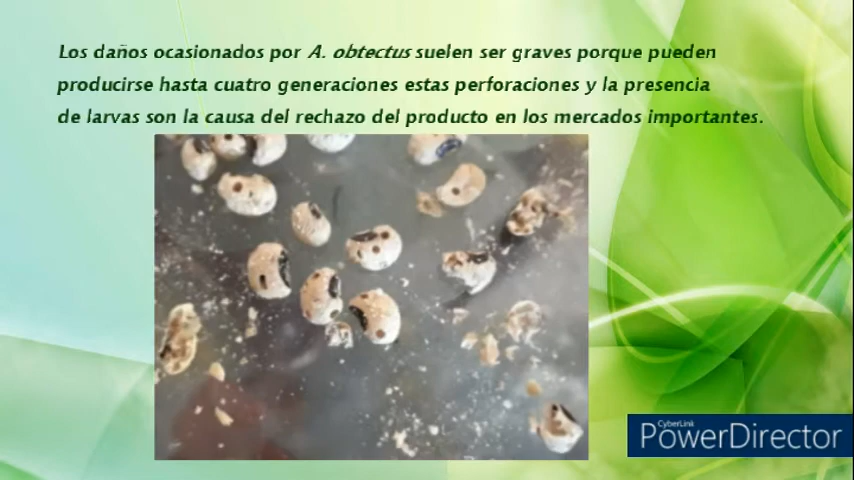 Los daños ocasionados por A. obtectus suelen ser graves porque pueden
producirse hasta cuatro generaciones estas perforaciones y la presencia
de larvas son la causa del rechazo del producto en los mercados importantes.
CyberLink
PowerDirector